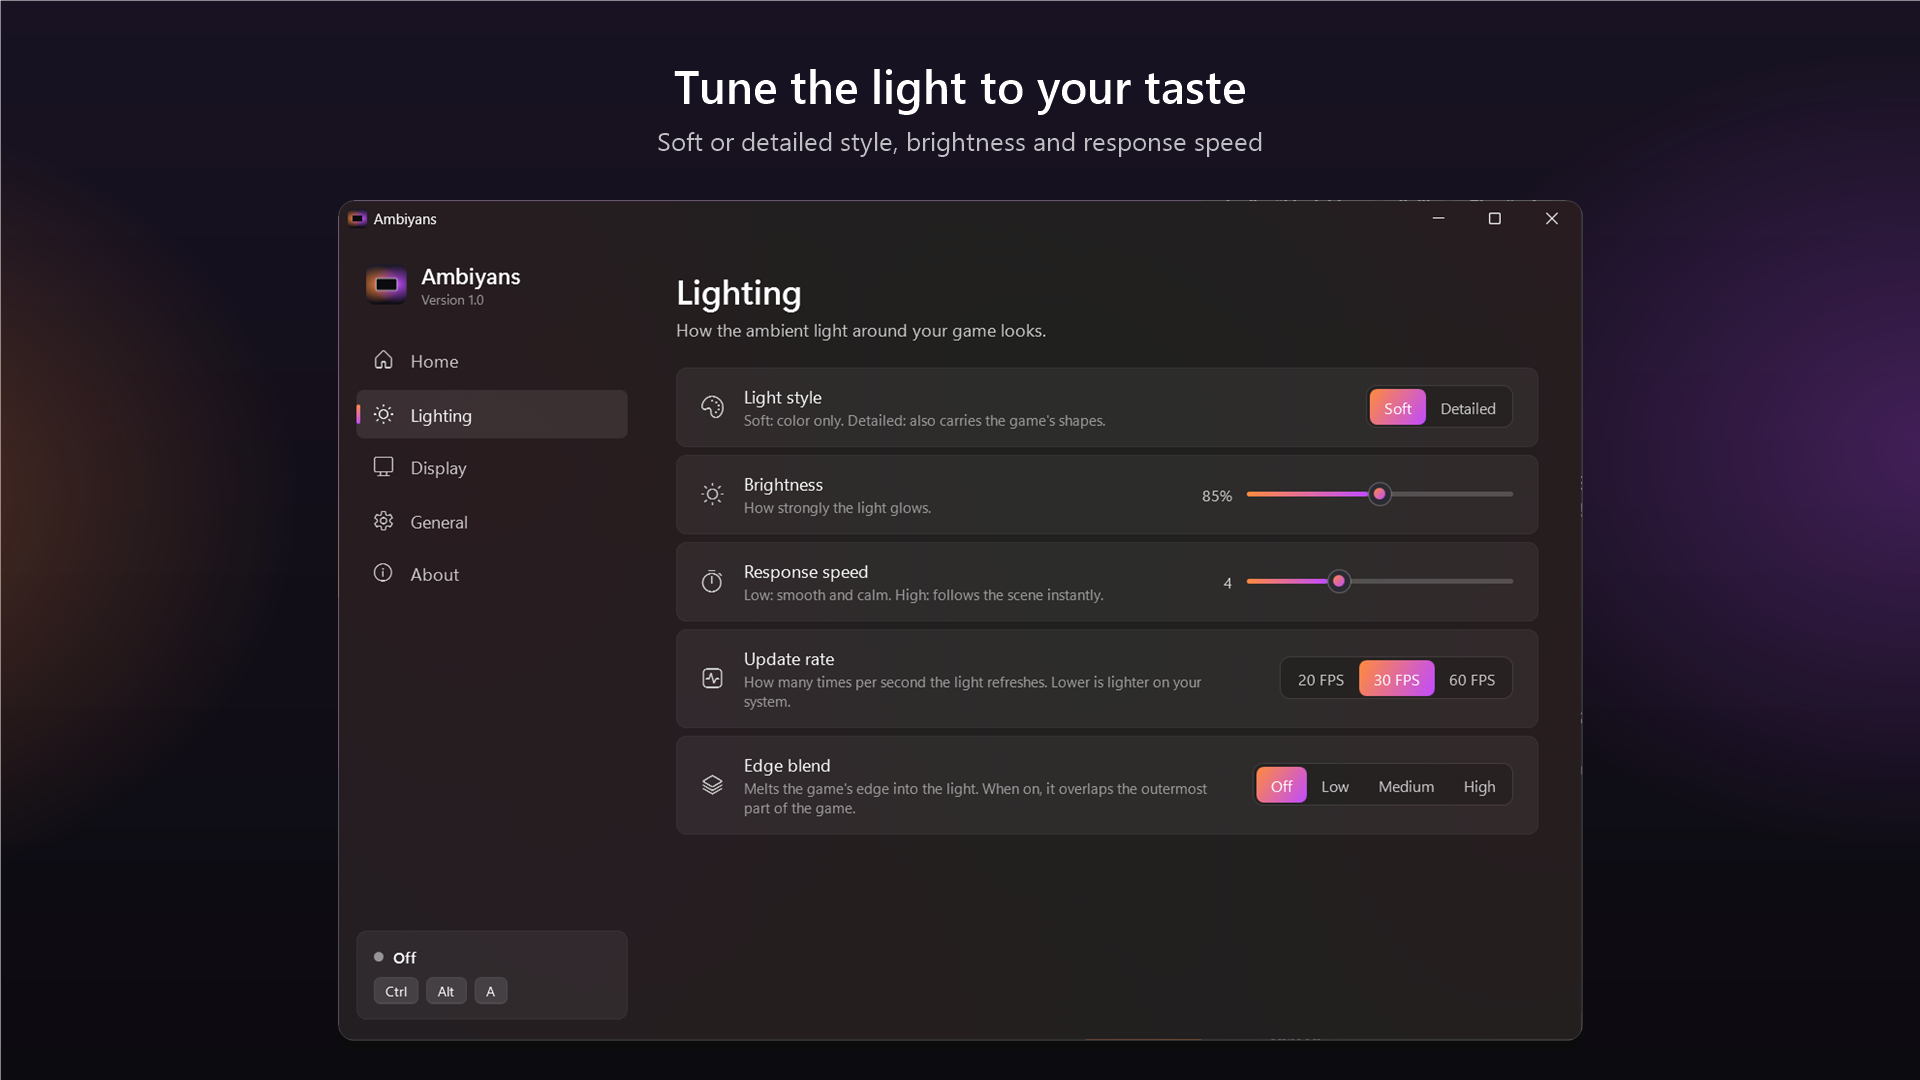 Tune the light to your taste
Soft or detailed style, brightness and response speed
Ambiyans
Ambiyans
Version 1.0
Home
Lighting
Display
General
About
Off
Ctrl Alt A
Lighting
How the ambient light around your game looks.
Light style
Soft: color only. Detailed: also carries the game's shapes.
Soft Detailed
Brightness
How strongly the light glows.
85%
Response speed
Low: smooth and calm. High: follows the scene instantly.
4
Update rate
How many times per second the light refreshes. Lower is lighter on your
system.
20 FPS 30 FPS 60 FPS
Edge blend
Melts the game's edge into the light. When on, it overlaps the outermost
part of the game.
Off Low Medium High